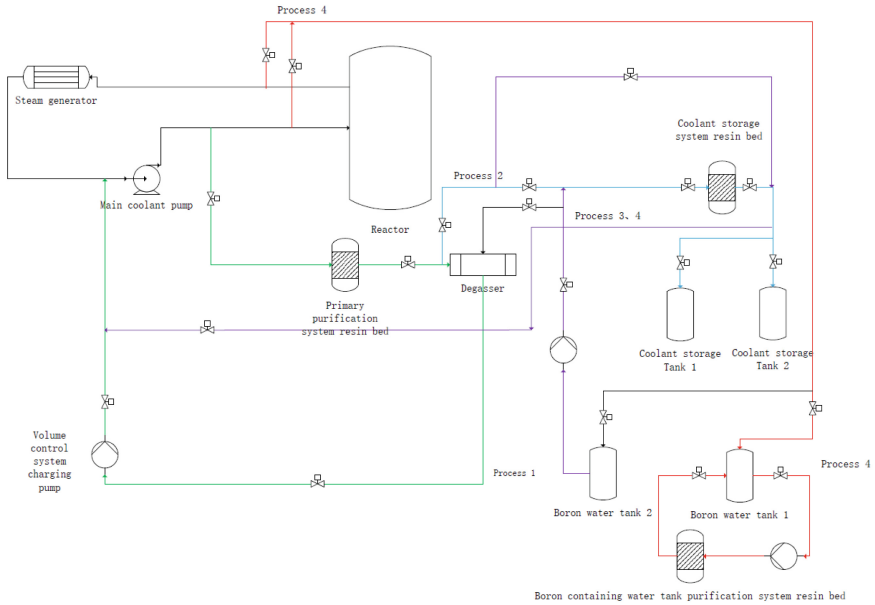 Process 4
Steam generator
Coolant storage
system resin bed
Process 2
Main coolant pump
Process 3、4
Reactor
Degasser
Primary
purification
system resin bed
Coolant storage
Tank 1
Coolant storage
Tank 2
Volume
control
system
charging
pump
Process 1
Process 4
Boron water tank 2
Boron water tank 1
Boron containing water tank purification system resin bed